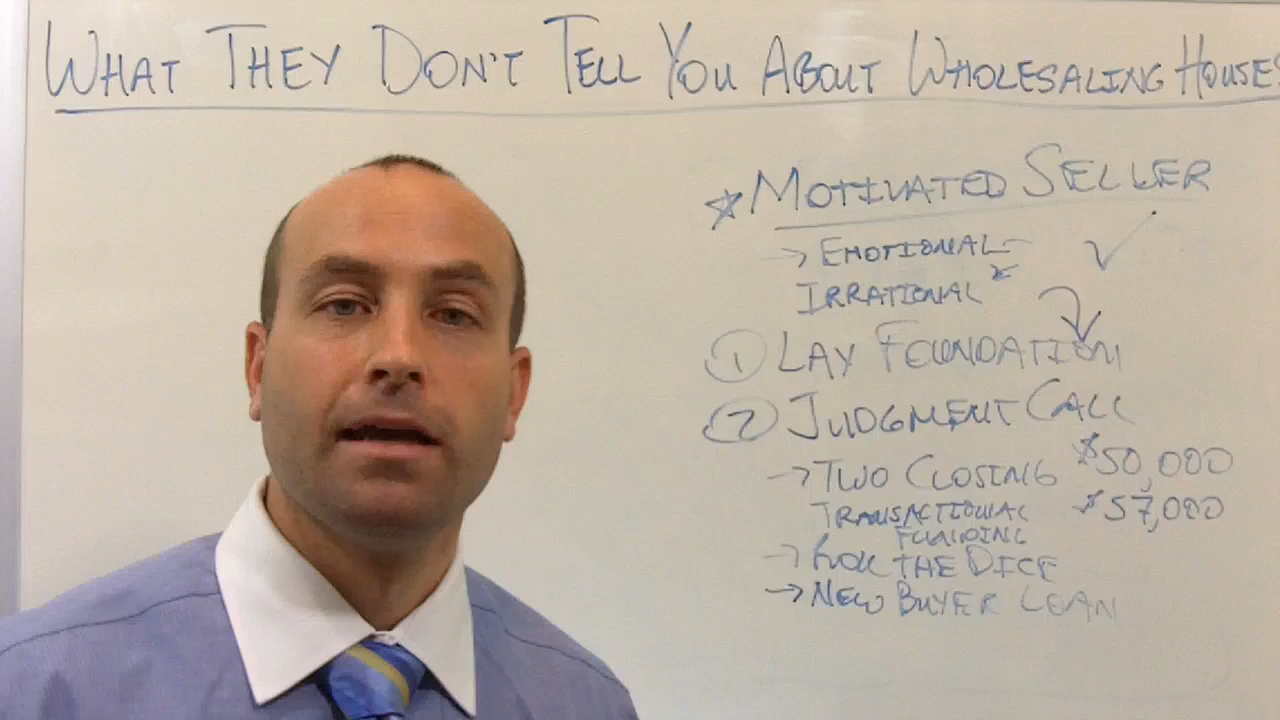 WHAT THEY DON'T TELL YOU ABOUT WHOLESALING HOUSES
☆ MOTIVATED SELLER
→ EMOTIONAL ✓
IRRATIONAL
① LAY FOUNDATION
② JUDGMENT CALL
→ TWO CLOSING $50,000
TRANSACTIONAL $57,000
FUNDING
→ ROLL THE DICE
→ NEW BUYER LOAN